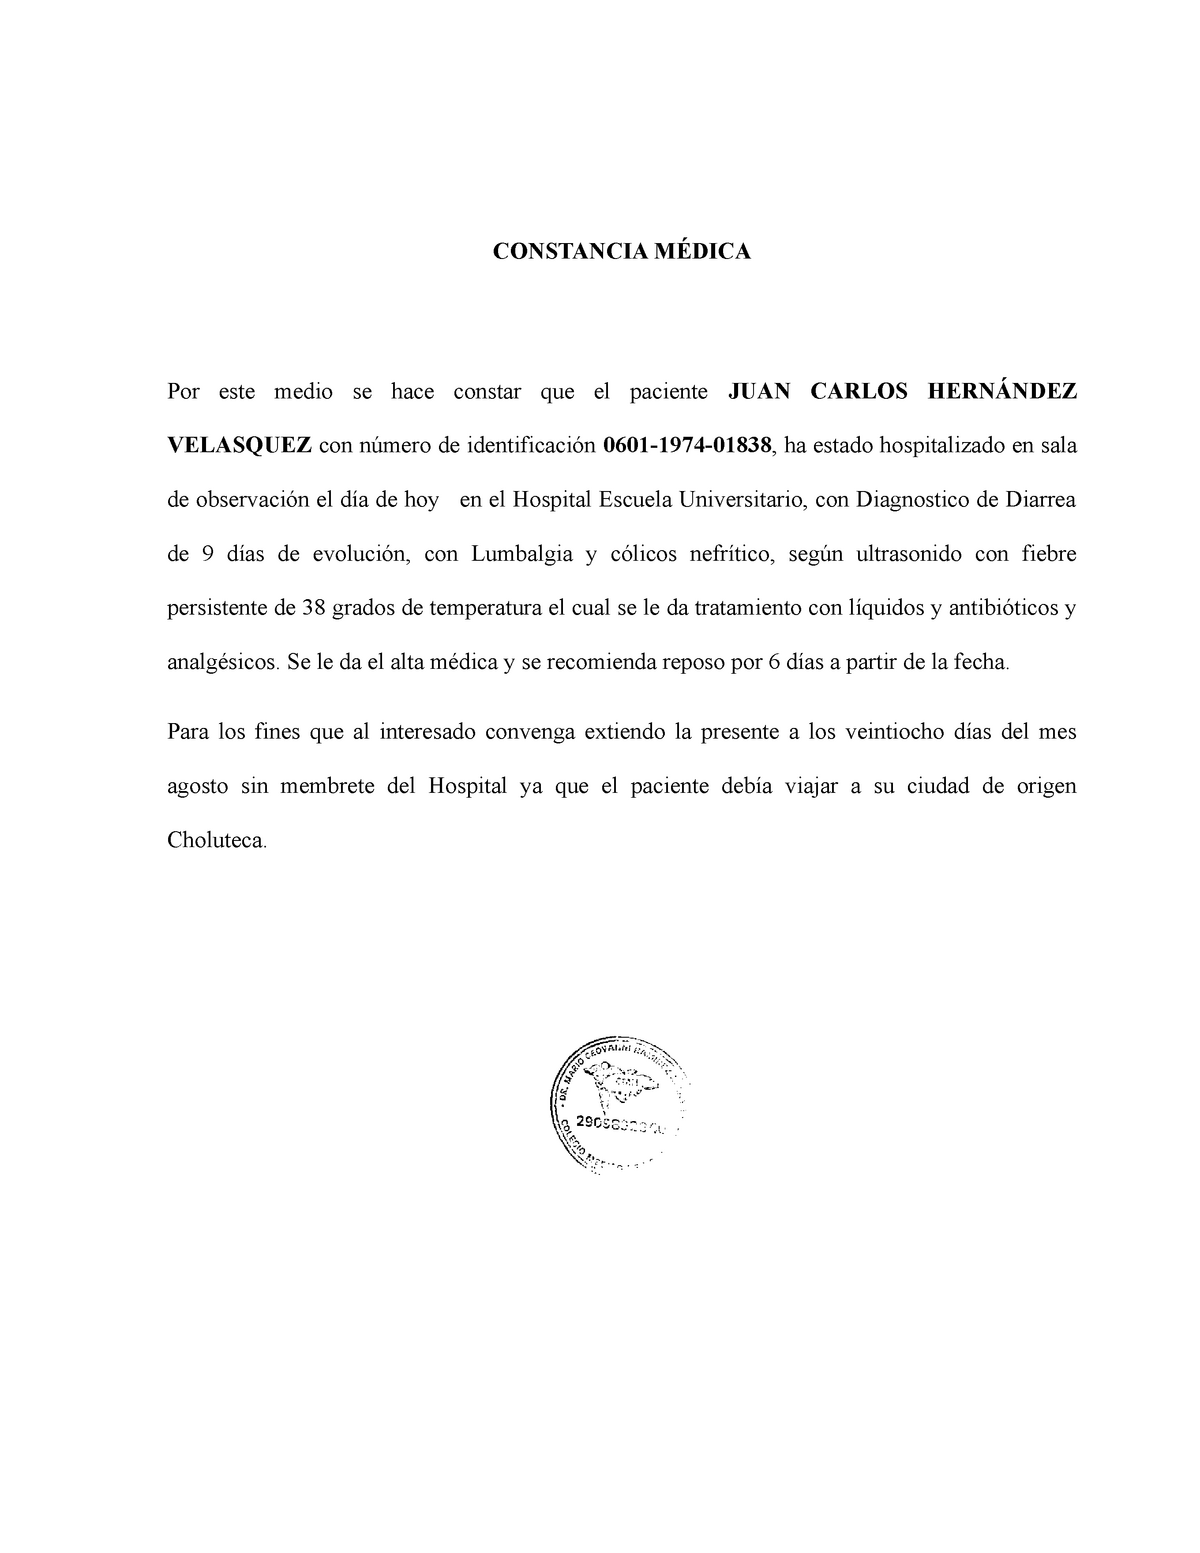 CONSTANCIA MÉDICA
Por este medio se hace constar que el paciente JUAN CARLOS HERNÁNDEZ
VELASQUEZ con número de identificación 0601-1974-01838, ha estado hospitalizado en sala
de observación el día de hoy en el Hospital Escuela Universitario, con Diagnostico de Diarrea
de 9 días de evolución, con Lumbalgia y cólicos nefrítico, según ultrasonido con fiebre
persistente de 38 grados de temperatura el cual se le da tratamiento con líquidos y antibióticos y
analgésicos. Se le da el alta médica y se recomienda reposo por 6 días a partir de la fecha.
Para los fines que al interesado convenga extiendo la presente a los veintiocho días del mes
agosto sin membrete del Hospital ya que el paciente debía viajar a su ciudad de origen
Choluteca.
DR. MARIO GEOVANNI
COLEGIO